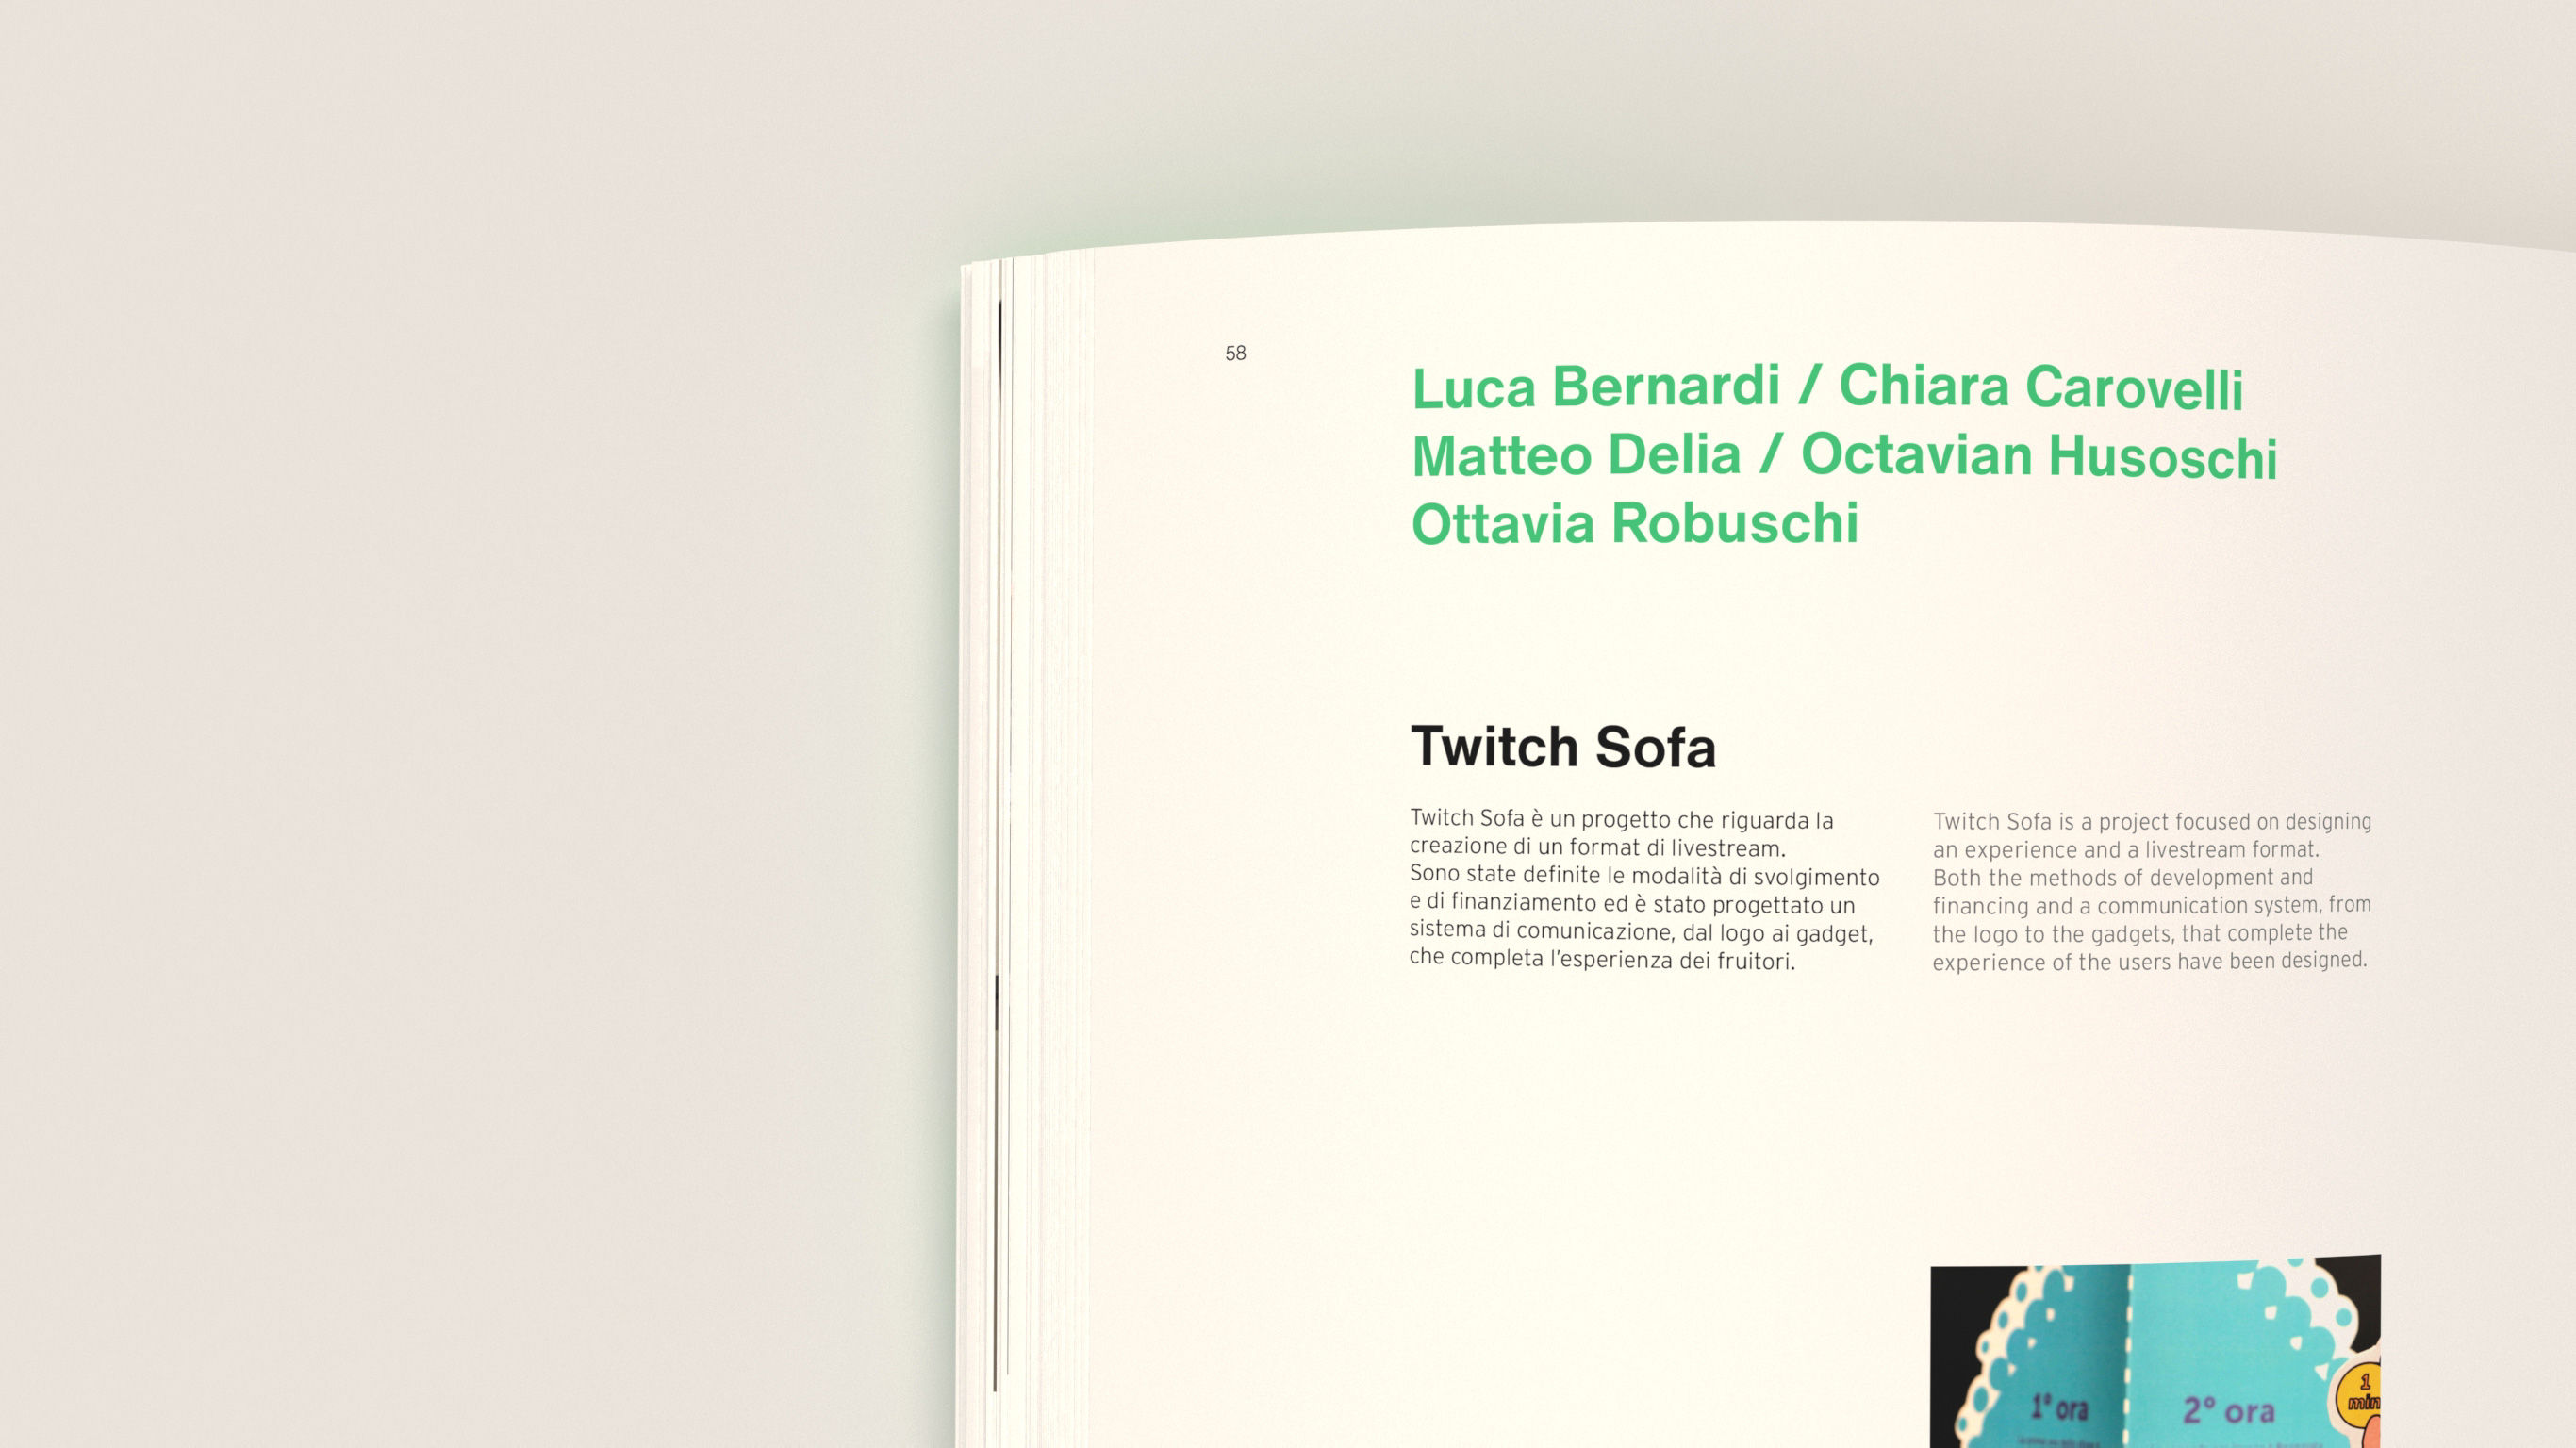 58
Luca Bernardi / Chiara Carovelli
Matteo Delia / Octavian Husoschi
Ottavia Robuschi
Twitch Sofa
Twitch Sofa è un progetto che riguarda la
creazione di un format di livestream.
Sono state definite le modalità di svolgimento
e di finanziamento ed è stato progettato un
sistema di comunicazione, dal logo ai gadget,
che completa l'esperienza dei fruitori.
Twitch Sofa is a project focused on designing
an experience and a livestream format.
Both the methods of development and
financing and a communication system, from
the logo to the gadgets, that complete the
experience of the users have been designed.
1° ora
2° ora
1
min